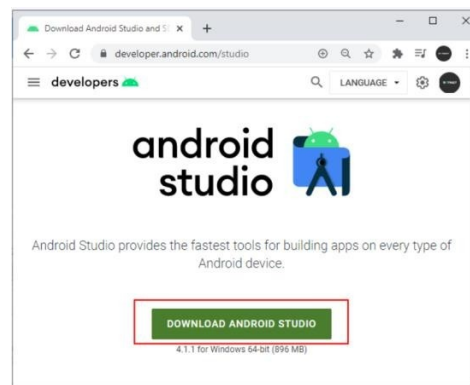 Download Android Studio and S
developer.android.com/studio
developers
LANGUAGE
android
studio
Android Studio provides the fastest tools for building apps on every type of
Android device.
DOWNLOAD ANDROID STUDIO
4.1.1 for Windows 64-bit (896 MB)